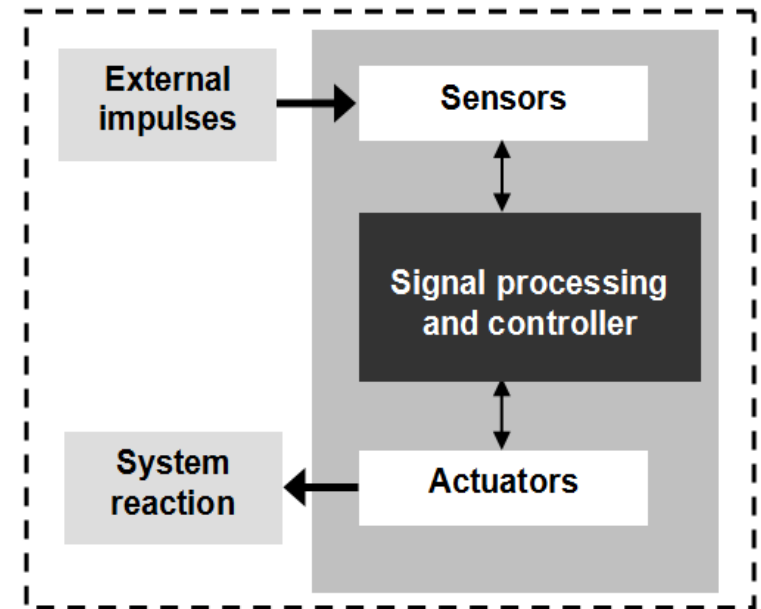 External
impulses
Sensors
Signal processing
and controller
System
reaction
Actuators